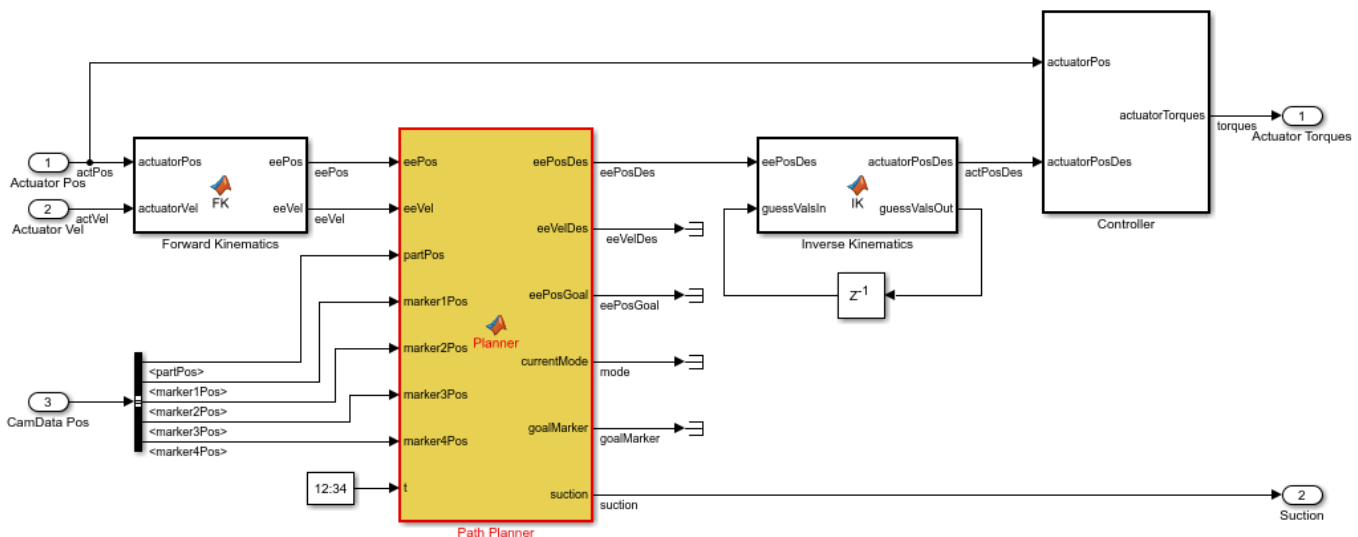 1
actPos
Actuator Pos
2
actVel
Actuator Vel
actuatorPos
eePos
FK
actuatorVel
eeVel
Forward Kinematics
eePos
eeVel
3
CamData Pos
<partPos>
<marker1Pos>
<marker2Pos>
<marker3Pos>
<marker4Pos>
12:34
eePos
eePosDes
eeVel
eeVelDes
partPos
eePosGoal
marker1Pos
Planner
marker2Pos
currentMode
marker3Pos
goalMarker
marker4Pos
t
suction
Path Planner
eePosDes
eeVelDes
eePosGoal
mode
goalMarker
suction
eePosDes
actuatorPosDes
IK
guessValsIn
guessValsOut
Inverse Kinematics
Z-1
actPosDes
actuatorPos
actuatorTorques
actuatorPosDes
Controller
torques
1
Actuator Torques
2
Suction